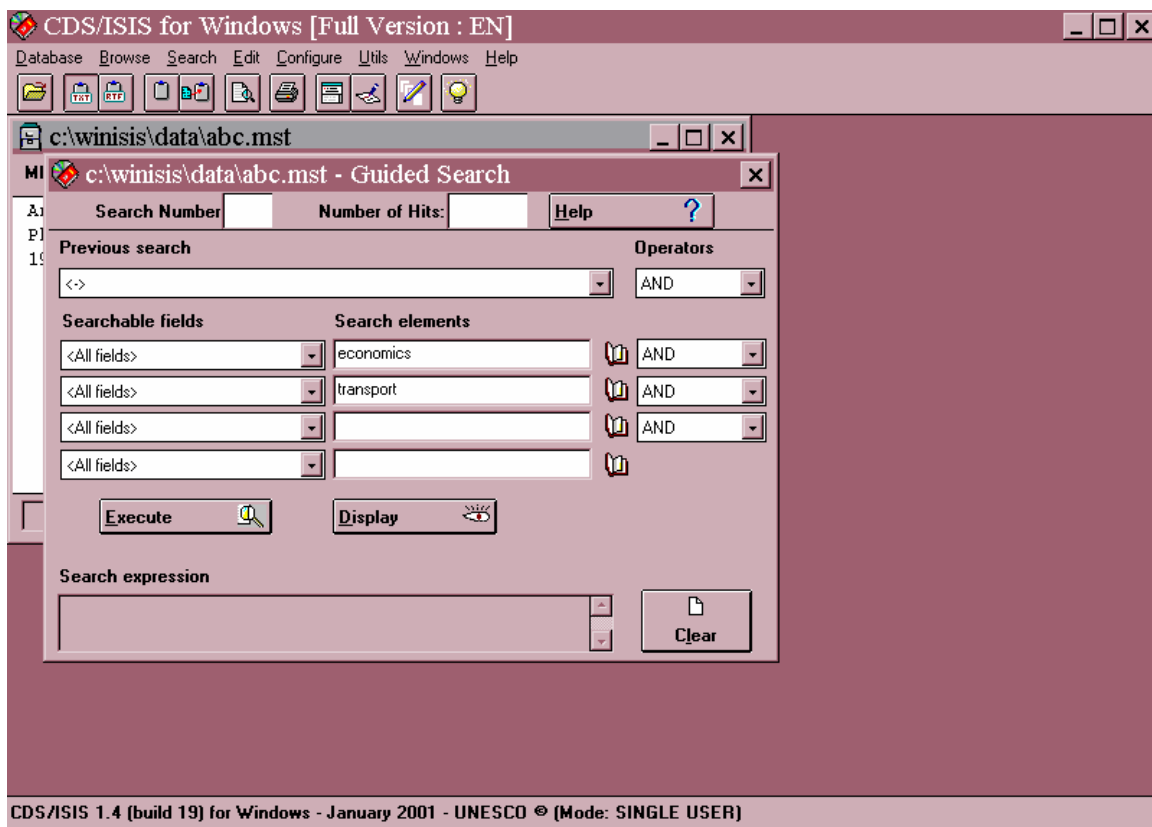 CDS/ISIS for Windows [Full Version : EN]
Database Browse Search Edit Configure Utils Windows Help
TXT RTF
c:\winisis\data\abc.mst
c:\winisis\data\abc.mst - Guided Search
Search Number Number of Hits: Help ?
Previous search Operators
<-> AND
Searchable fields Search elements
<All fields> economics AND
<All fields> transport AND
<All fields> AND
<All fields>
Execute Display
Search expression
Clear
CDS/ISIS 1.4 (build 19) for Windows - January 2001 - UNESCO © (Mode: SINGLE USER)